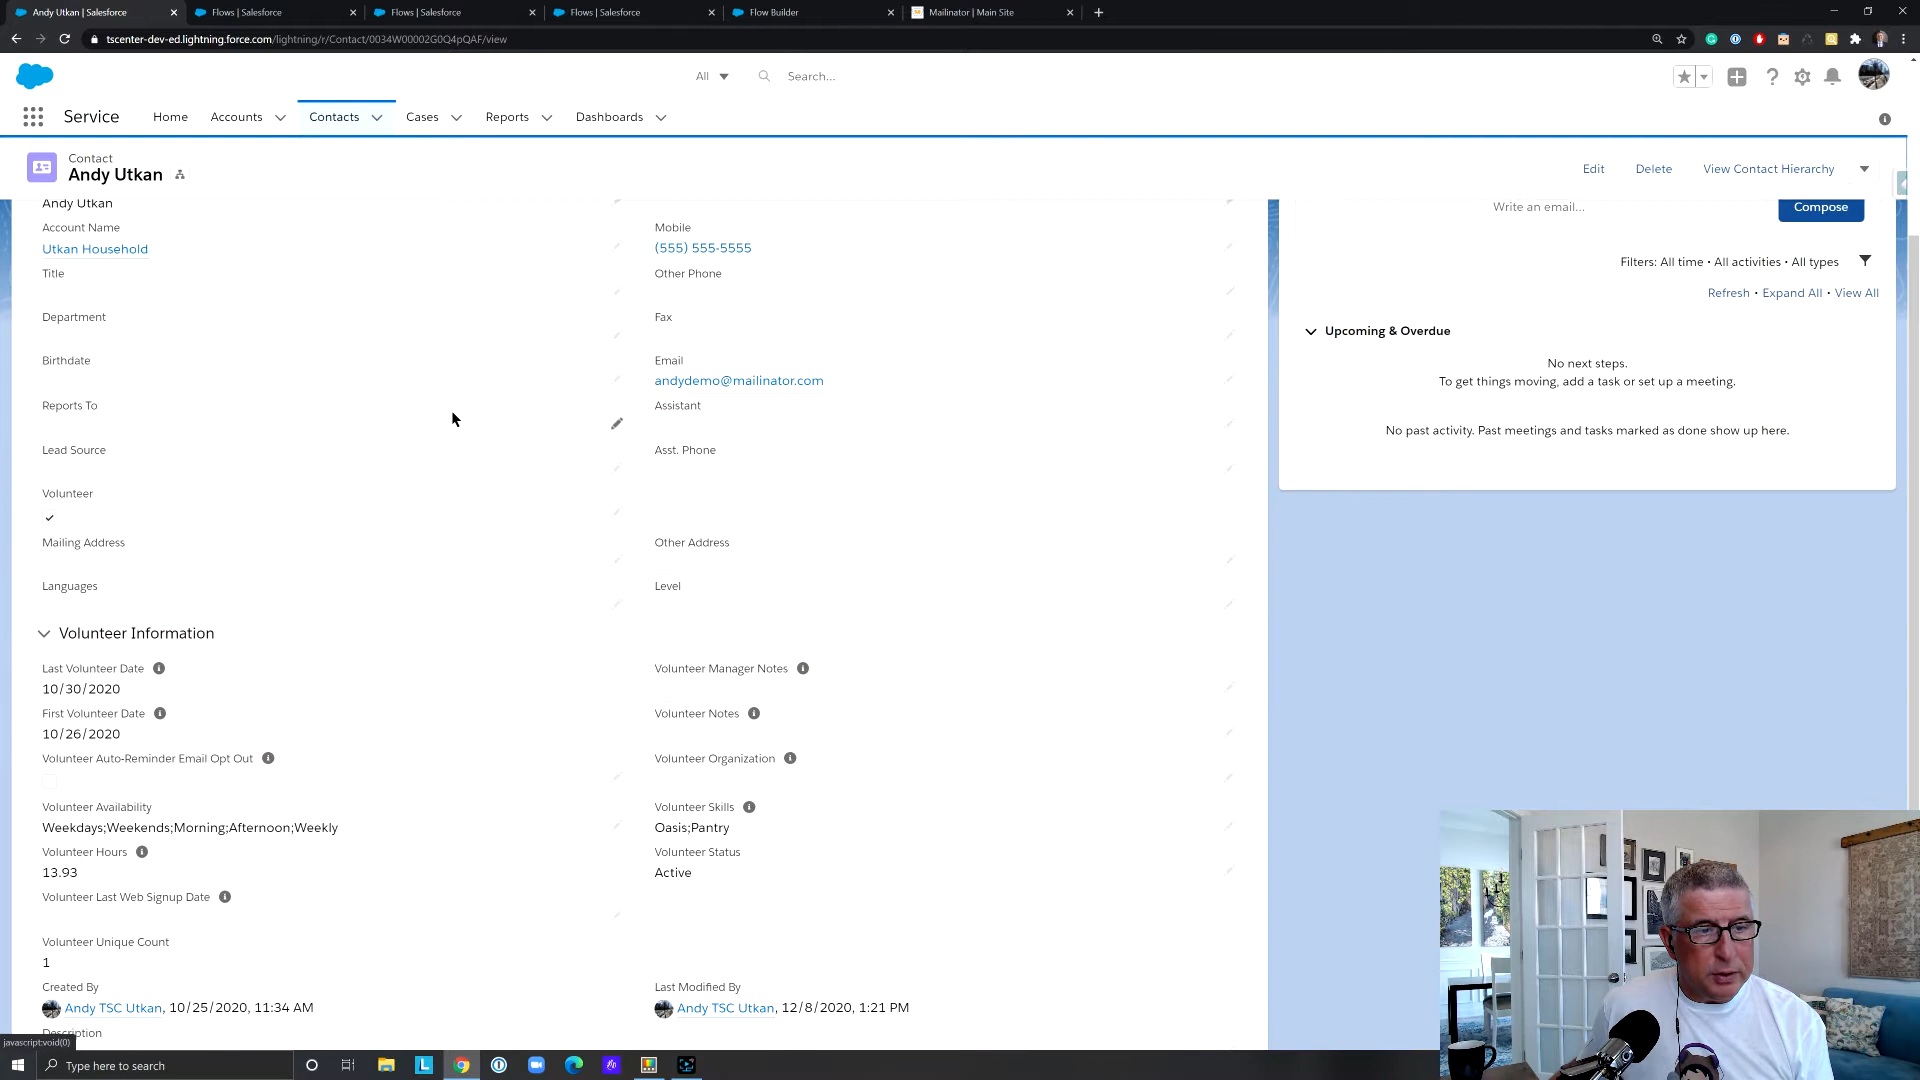 Andy Utkan | Salesforce
Flows | Salesforce
Flows | Salesforce
Flows | Salesforce
Flow Builder
Mailinator | Main Site
tscenter-dev-ed.lightning.force.com/lightning/r/Contact/0034W00002G0Q4pQAF/view
All
Search...
Service
Home
Accounts
Contacts
Cases
Reports
Dashboards
Contact
Andy Utkan
Edit
Delete
View Contact Hierarchy
Andy Utkan
Account Name
Utkan Household
Mobile
(555) 555-5555
Title
Other Phone
Department
Fax
Birthdate
Email
andydemo@mailinator.com
Reports To
Assistant
Lead Source
Asst. Phone
Volunteer
Mailing Address
Other Address
Languages
Level
Volunteer Information
Last Volunteer Date
10/30/2020
Volunteer Manager Notes
First Volunteer Date
10/26/2020
Volunteer Notes
Volunteer Auto-Reminder Email Opt Out
Volunteer Organization
Volunteer Availability
Weekdays;Weekends;Morning;Afternoon;Weekly
Volunteer Skills
Oasis;Pantry
Volunteer Hours
13.93
Volunteer Status
Active
Volunteer Last Web Signup Date
Volunteer Unique Count
1
Created By
Andy TSC Utkan, 10/25/2020, 11:34 AM
Last Modified By
Andy TSC Utkan, 12/8/2020, 1:21 PM
Description
Write an email...
Compose
Filters: All time • All activities • All types
Refresh • Expand All • View All
Upcoming & Overdue
No next steps.
To get things moving, add a task or set up a meeting.
No past activity. Past meetings and tasks marked as done show up here.
javascript:void(0)
Type here to search